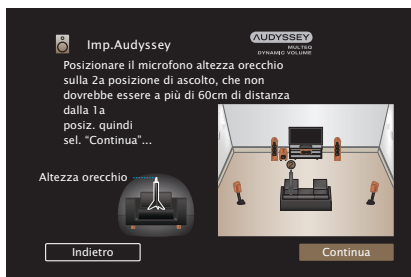 Imp.Audyssey
AUDYSSEY
MULTEQ
DYNAMIC VOLUME
Posizionare il microfono altezza orecchio
sulla 2a posizione di ascolto, che non
dovrebbe essere a più di 60cm di distanza
dalla 1a
posiz. quindi
sel. “Continua”...
Altezza orecchio
Indietro
Continua